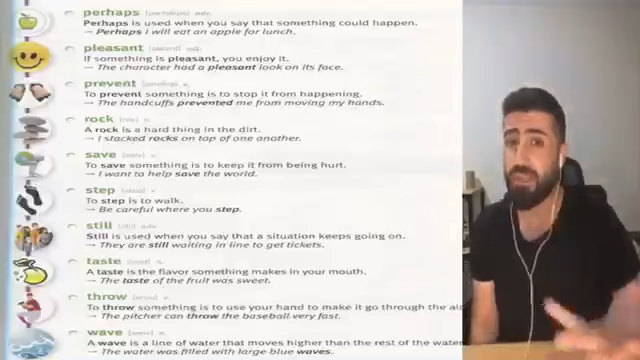 perhaps adv.
Perhaps is used when you say that something could happen.
→ Perhaps I will eat an apple for lunch.
pleasant adj.
If something is pleasant, you enjoy it.
→ The character had a pleasant look on its face.
prevent v.
To prevent something is to stop it from happening.
→ The handcuffs prevented me from moving my hands.
rock n.
A rock is a hard thing in the dirt.
→ I stacked rocks on top of one another.
save v.
To save something is to keep it from being hurt.
→ I want to help save the world.
step v.
To step is to walk.
→ Be careful where you step.
still adv.
Still is used when you say that a situation keeps going on.
→ They are still waiting in line to get tickets.
taste n.
A taste is the flavor something makes in your mouth.
→ The taste of the fruit was sweet.
throw v.
To throw something is to use your hand to make it go through the
→ The pitcher can throw the baseball very fast.
wave n.
A wave is a line of water that moves higher than the rest of the water
→ The water was filled with large blue waves.